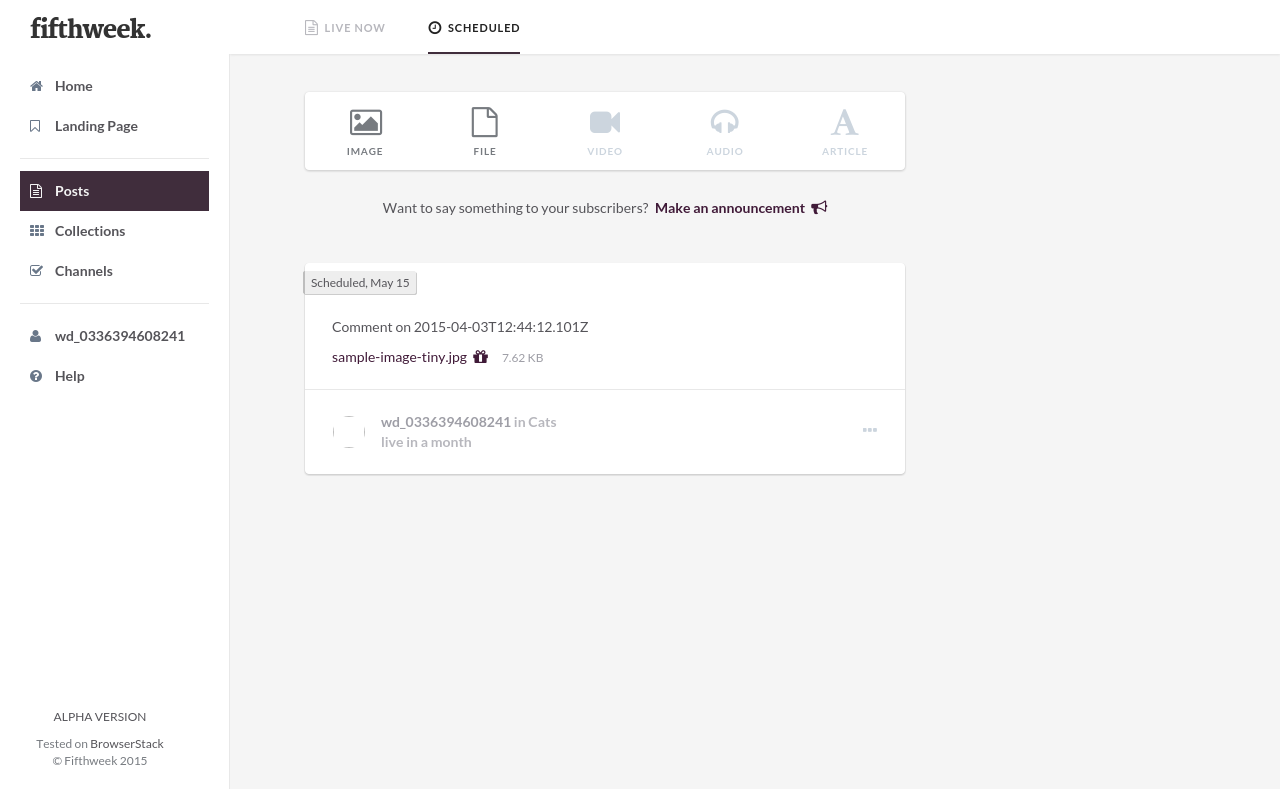 fifthweek.
LIVE NOW
SCHEDULED
Home
Landing Page
Posts
Collections
Channels
wd_0336394608241
Help
IMAGE
FILE
VIDEO
AUDIO
ARTICLE
Want to say something to your subscribers? Make an announcement
Scheduled, May 15
Comment on 2015-04-03T12:44:12.101Z
sample-image-tiny.jpg 7.62 KB
wd_0336394608241 in Cats
live in a month
ALPHA VERSION
Tested on BrowserStack
© Fifthweek 2015